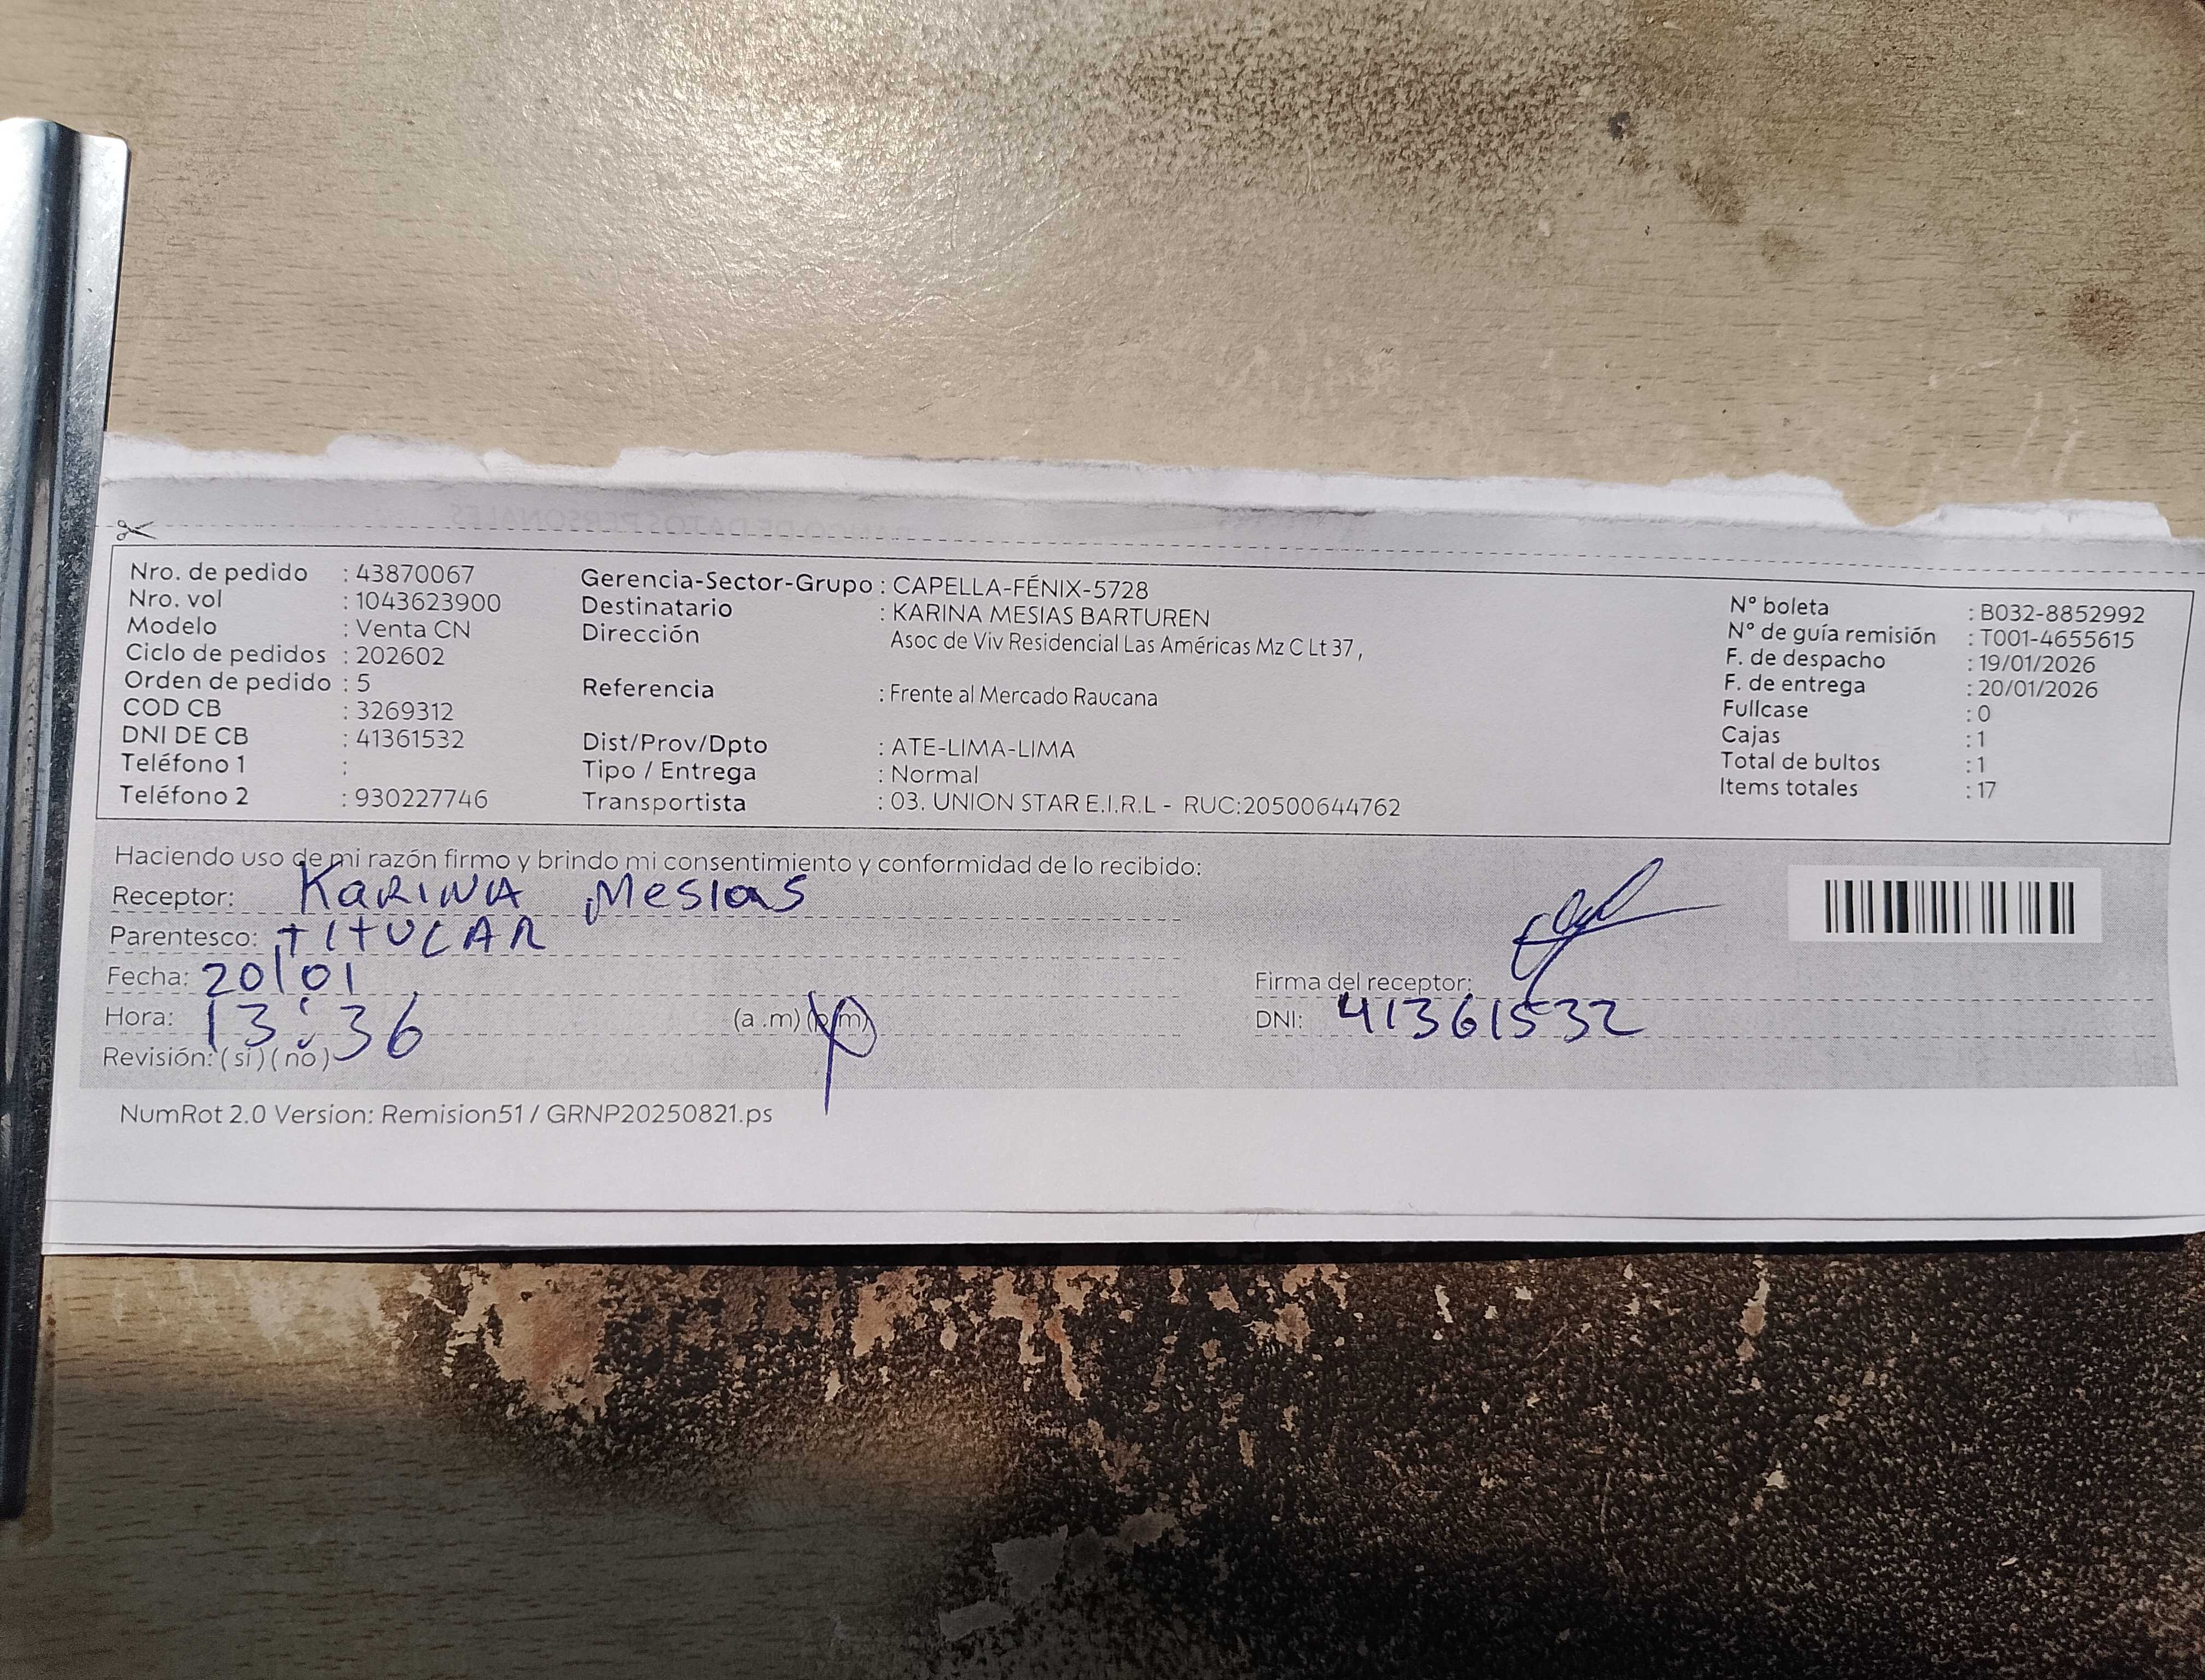 Nro. de pedido : 43870067
Nro. vol : 1043623900
Modelo : Venta CN
Ciclo de pedidos : 202602
Orden de pedido : 5
COD CB : 3269312
DNI DE CB : 41361532
Teléfono 1 :
Teléfono 2 : 930227746
Gerencia-Sector-Grupo : CAPELLA-FÉNIX-5728
Destinatario : KARINA MESIAS BARTUREN
Dirección Asoc de Viv Residencial Las Américas Mz C Lt 37 ,
Referencia : Frente al Mercado Raucana
Dist/Prov/Dpto : ATE-LIMA-LIMA
Tipo / Entrega : Normal
Transportista : 03. UNION STAR E.I.R.L - RUC:20500644762
N° boleta : B032-8852992
N° de guía remisión : T001-4655615
F. de despacho : 19/01/2026
F. de entrega : 20/01/2026
Fullcase : 0
Cajas : 1
Total de bultos : 1
Items totales : 17
Haciendo uso de mi razón firmo y brindo mi consentimiento y conformidad de lo recibido:
Receptor: KARINA Mesias
Parentesco: TITULAR
Fecha: 20/01
Hora: 13:36 (a .m) (p.m)
Revisión: ( si ) ( no )
Firma del receptor:
DNI: 41361532
NumRot 2.0 Version: Remision51 / GRNP20250821.ps